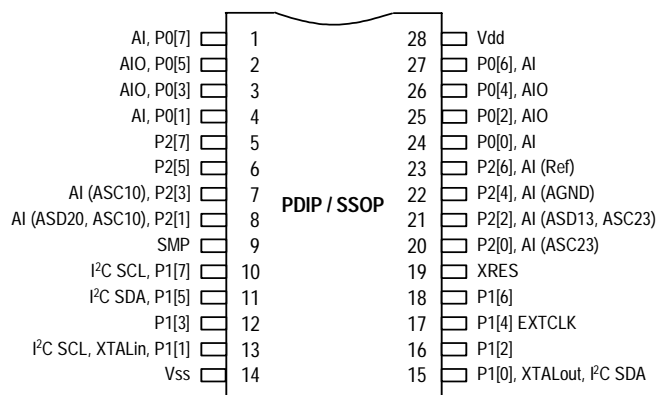 AI, P0[7] 1 28 Vdd
AIO, P0[5] 2 27 P0[6], AI
AIO, P0[3] 3 26 P0[4], AIO
AI, P0[1] 4 25 P0[2], AIO
P2[7] 5 24 P0[0], AI
P2[5] 6 23 P2[6], AI (Ref)
AI (ASC10), P2[3] 7 PDIP / SSOP 22 P2[4], AI (AGND)
AI (ASD20, ASC10), P2[1] 8 21 P2[2], AI (ASD13, ASC23)
SMP 9 20 P2[0], AI (ASC23)
I²C SCL, P1[7] 10 19 XRES
I²C SDA, P1[5] 11 18 P1[6]
P1[3] 12 17 P1[4] EXTCLK
I²C SCL, XTALin, P1[1] 13 16 P1[2]
Vss 14 15 P1[0], XTALout, I²C SDA